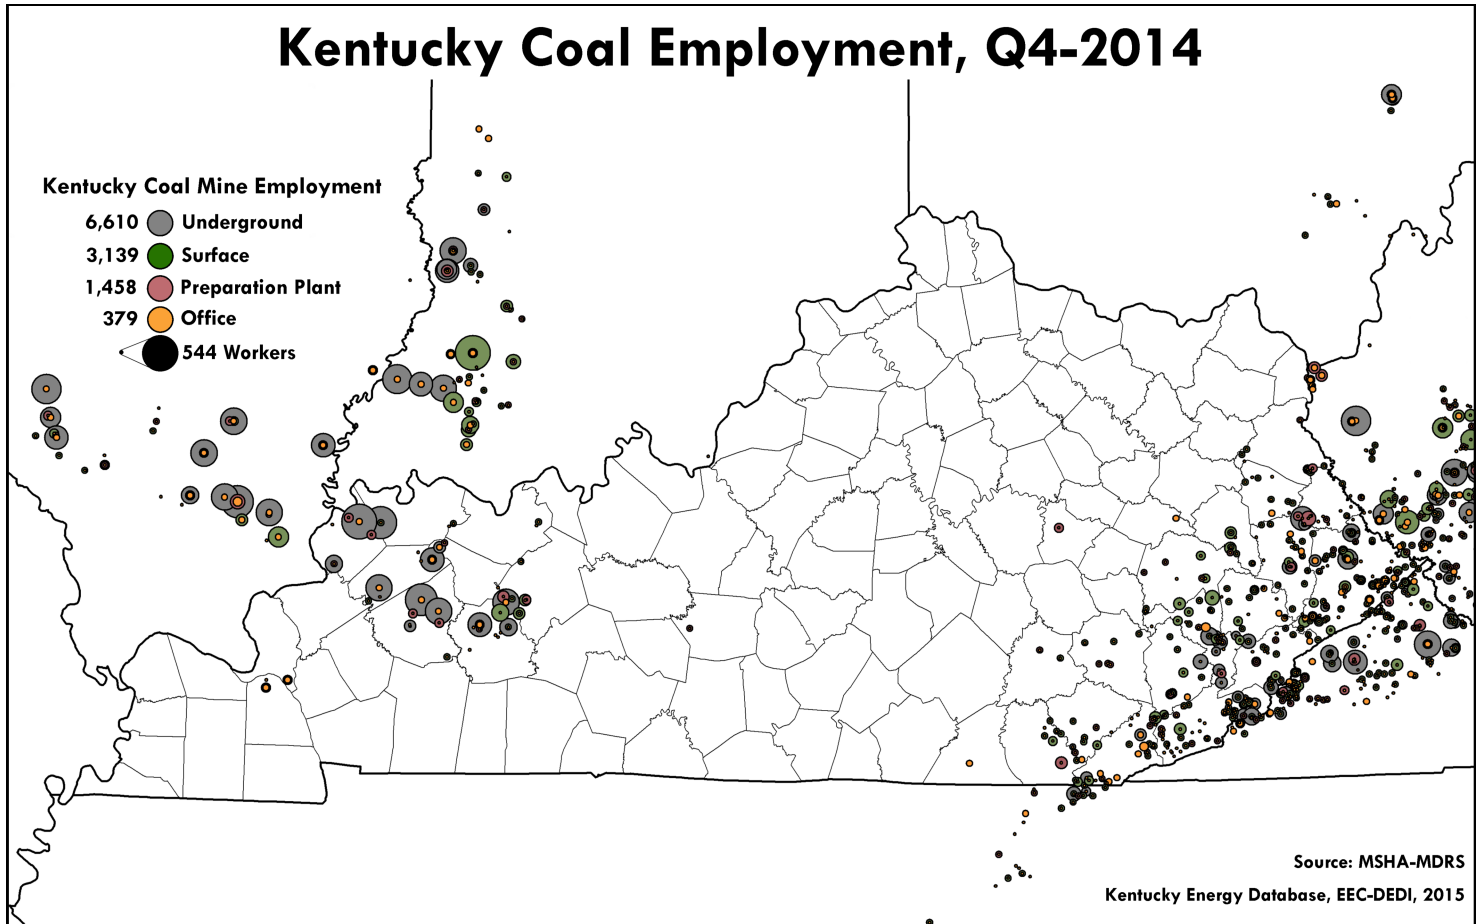 Kentucky Coal Employment, Q4-2014
Kentucky Coal Mine Employment
6,610 Underground
3,139 Surface
1,458 Preparation Plant
379 Office
544 Workers
Source: MSHA-MDRS
Kentucky Energy Database, EEC-DEDI, 2015